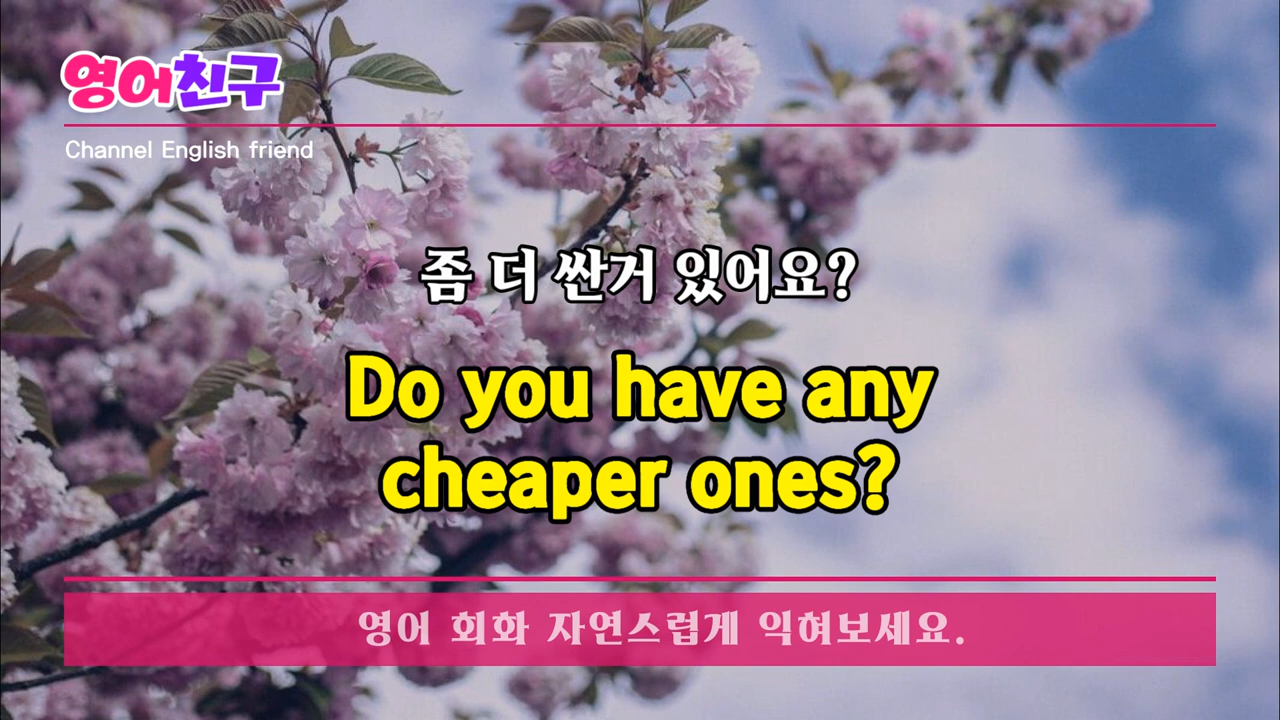 영어친구
Channel English friend
좀 더 싼거 있어요?
Do you have any
cheaper ones?
영어 회화 자연스럽게 익혀보세요.